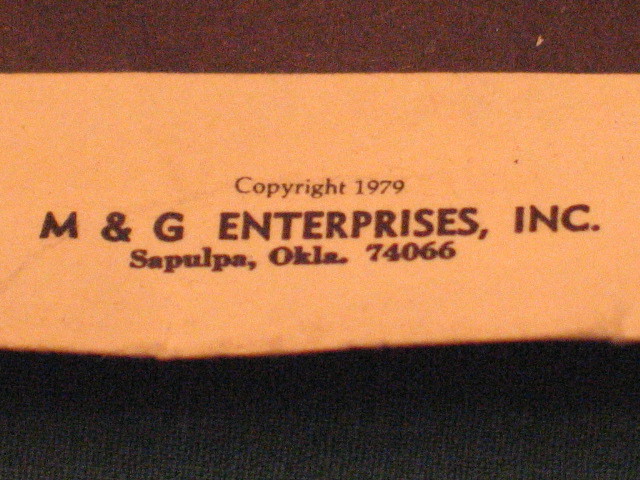 Copyright 1979
M & G ENTERPRISES, INC.
Sapulpa, Okla. 74066